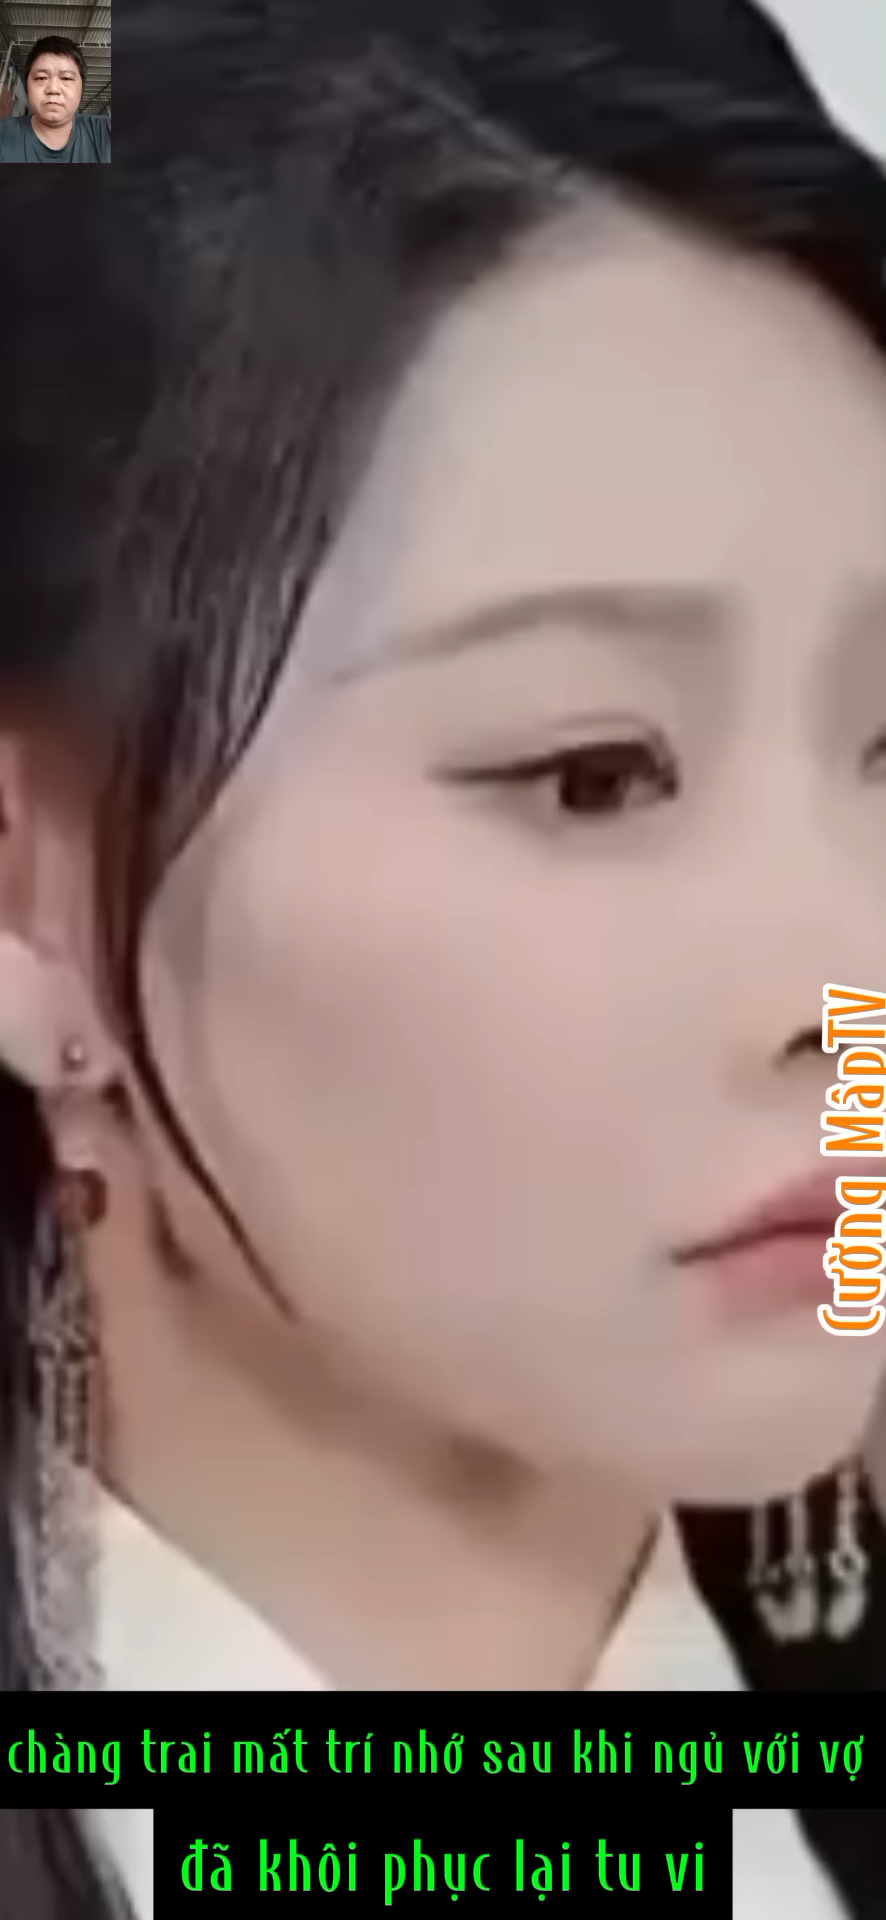 Cường MậpTV
chàng trai mất trí nhớ sau khi ngủ với vợ
đã khôi phục lại tu vi